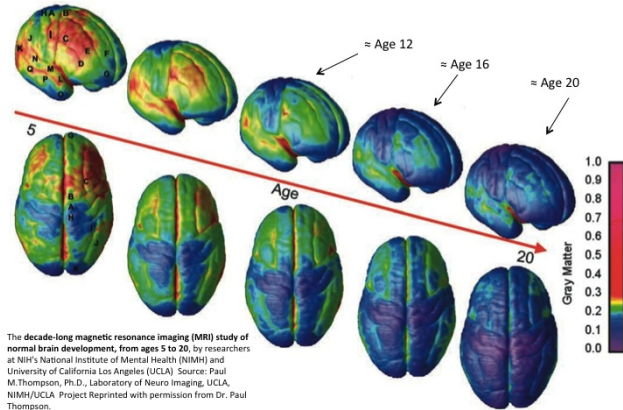 ≈ Age 12
≈ Age 16
≈ Age 20
H A B
I C
J
K
E F
N
D
Q M
P L
G
O
5
Age
20
G
C
B
A
H
J
K
1.0
0.9
0.8
0.7
0.6
0.5
0.4
0.3
0.2
0.1
0.0
Gray Matter
The decade-long magnetic resonance imaging (MRI) study of
normal brain development, from ages 5 to 20, by researchers
at NIH's National Institute of Mental Health (NIMH) and
University of California Los Angeles (UCLA)  Source: Paul
M.Thompson, Ph.D., Laboratory of Neuro Imaging, UCLA,
NIMH/UCLA  Project Reprinted with permission from Dr. Paul
Thompson.